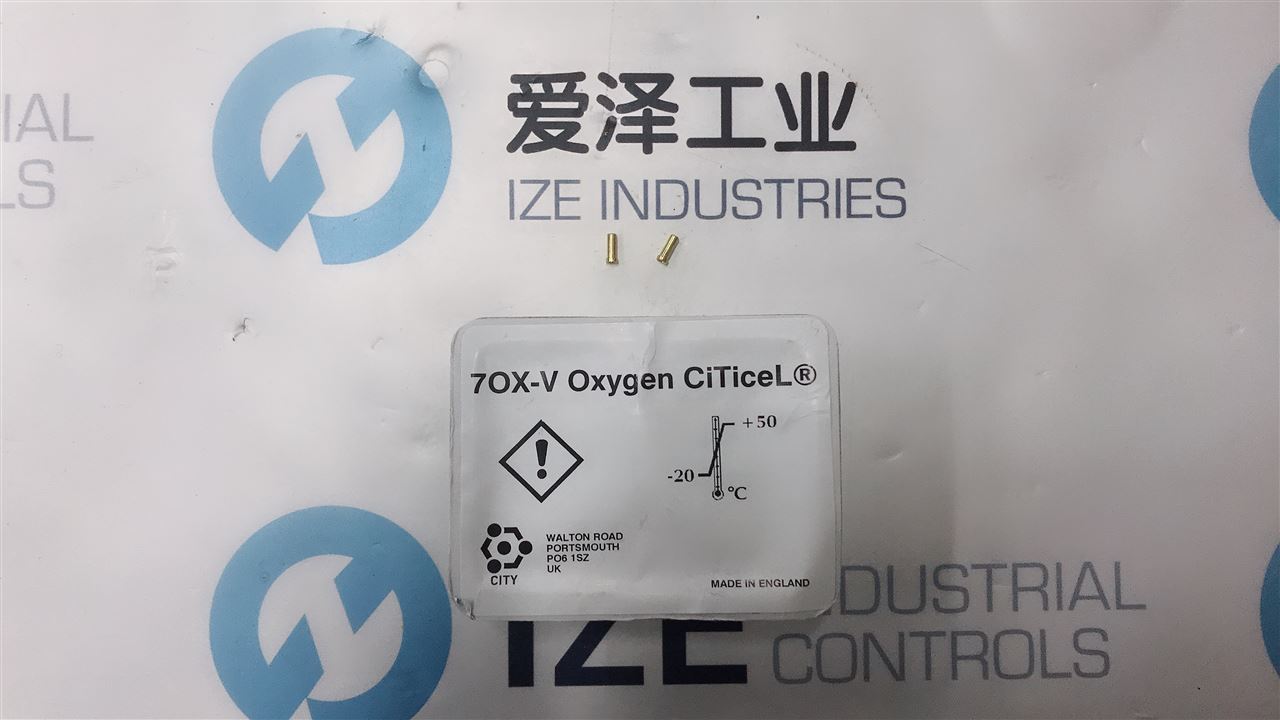 IAL
LS
爱泽工业
IZE INDUSTRIES
7OX-V Oxygen CiTiceL®
!
+50
-20
°C
CITY
WALTON ROAD
PORTSMOUTH
PO6 1SZ
UK
MADE IN ENGLAND
IZE
DUSTRIAL
CONTROLS